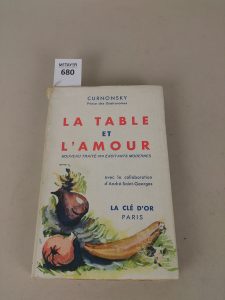 METAYER
680
CURNONSKY
Prince des Gastronomes
LA TABLE
ET
L'AMOUR
NOUVEAU TRAITÉ DES EXCITANTS MODERNES
avec la collaboration
d'André Saint-Georges
LA CLÉ D'OR
PARIS